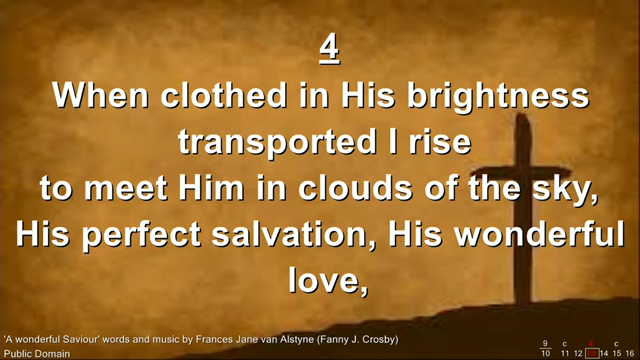 4
When clothed in His brightness
transported I rise
to meet Him in clouds of the sky,
His perfect salvation, His wonderful
love,
'A wonderful Saviour' words and music by Frances Jane van Alstyne (Fanny J. Crosby)
Public Domain
9 c 4 c
10 11 12 13 14 15 16